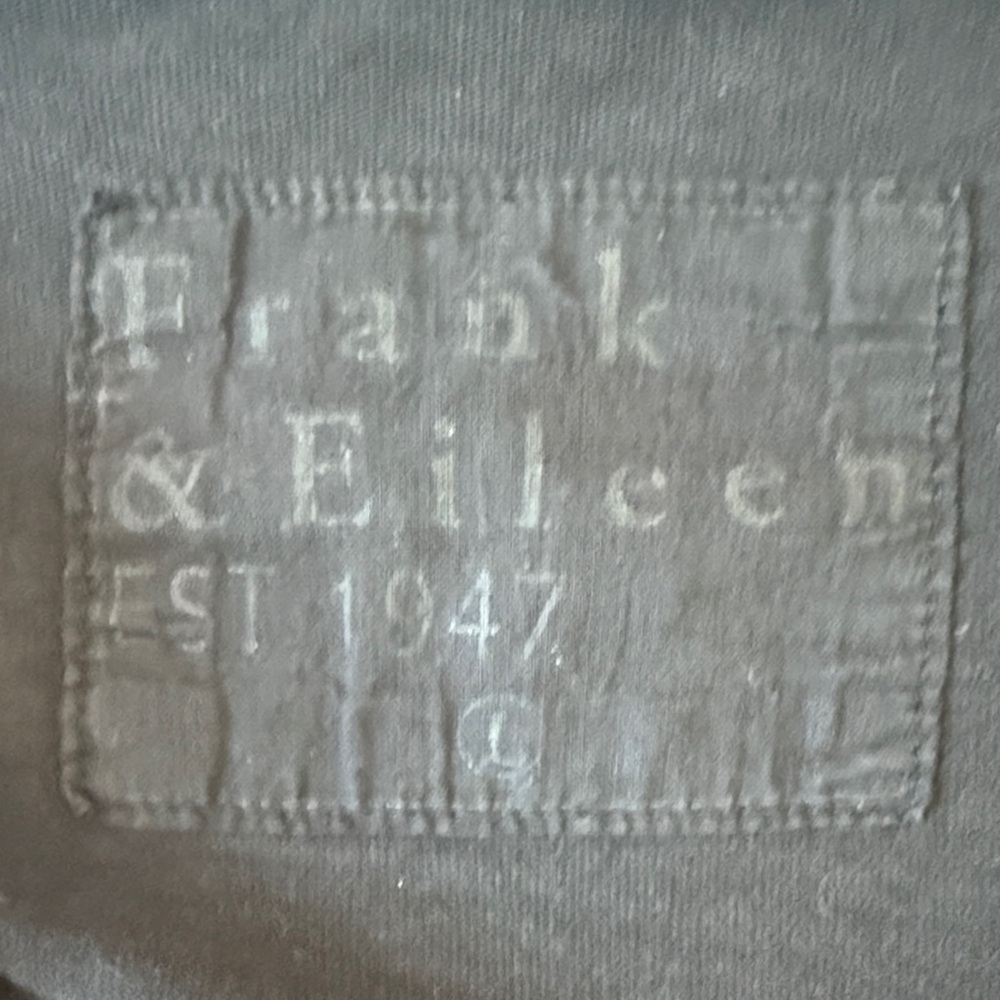 Frank
& Eileen
EST 1947
L